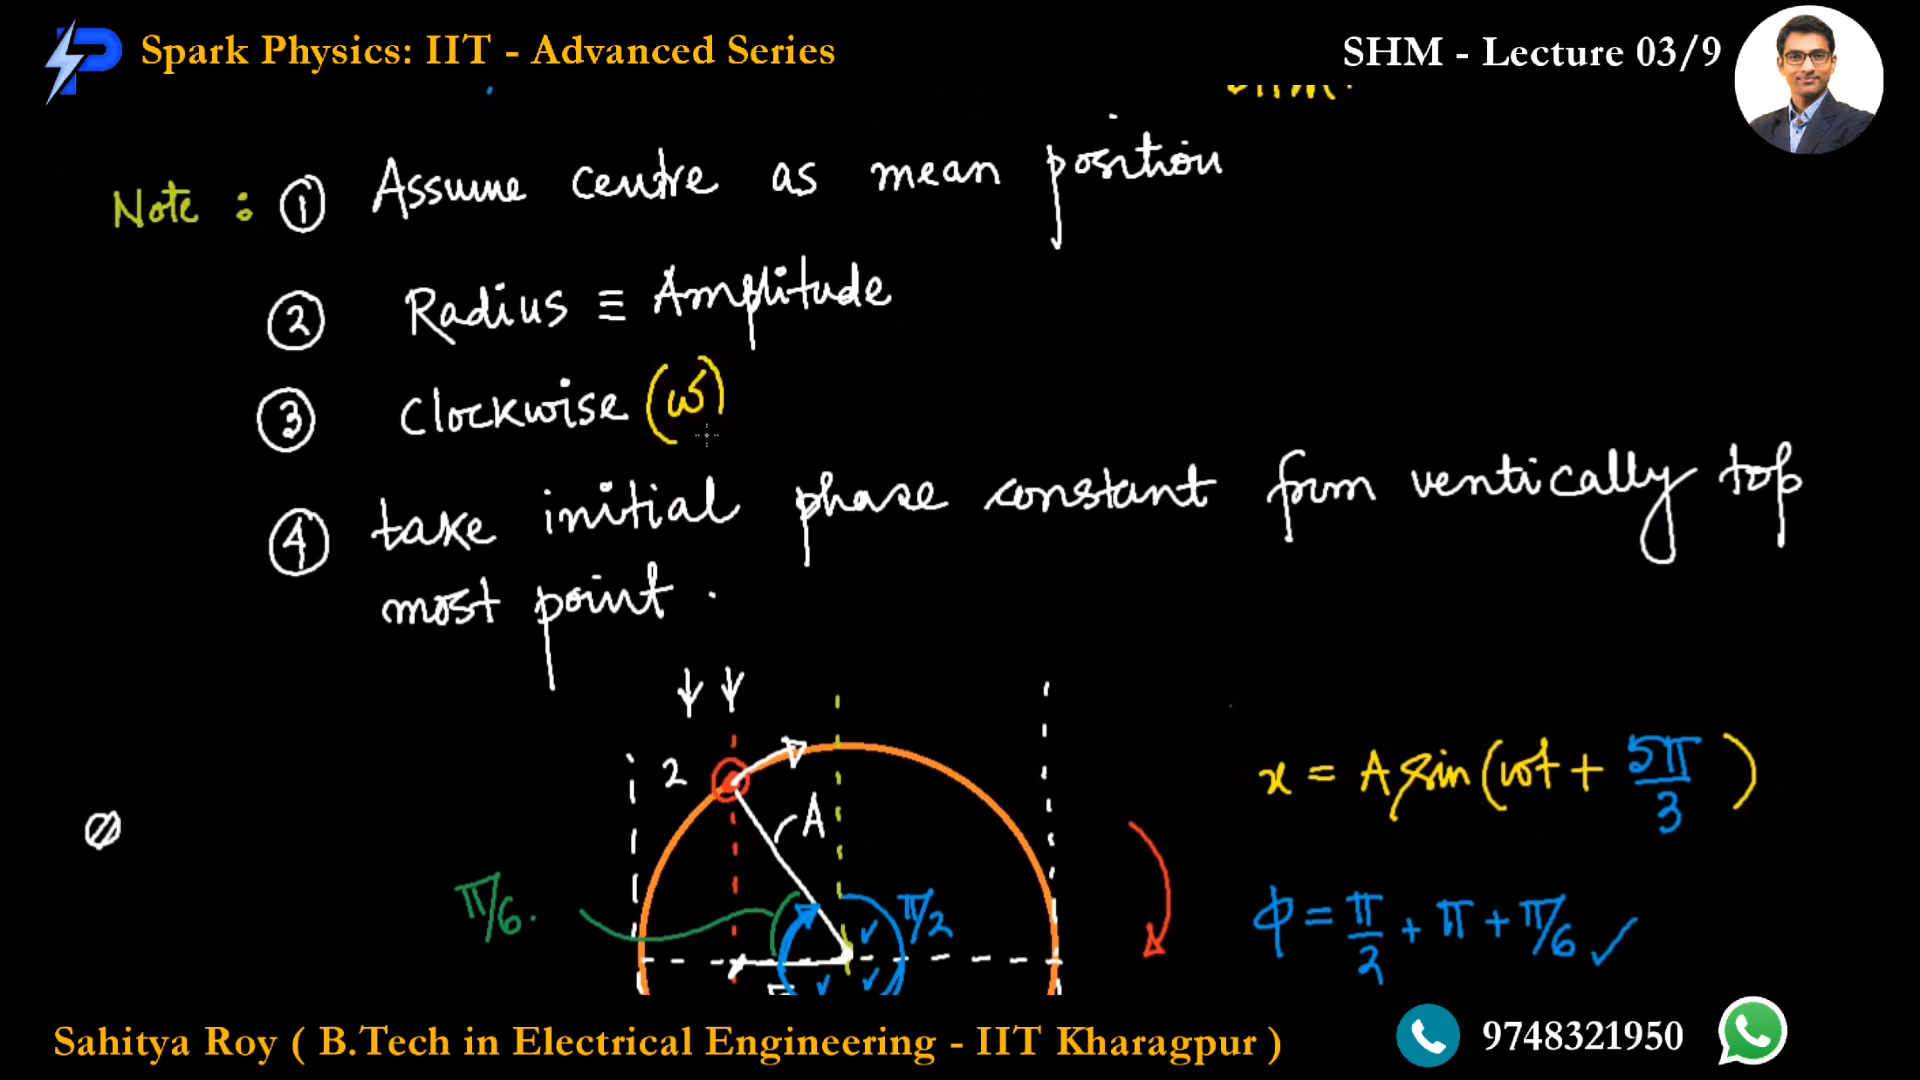 Spark Physics: IIT - Advanced Series
SHM - Lecture 03/9
Note : ① Assume centre as mean position
② Radius ≡ Amplitude
③ Clockwise (ω)
④ take initial phase constant from vertically top
most point .
2
A
π/6 .
π/2
x = A sin (ωt + 5π/3 )
ϕ = π/2 + π + π/6 ✓
Sahitya Roy ( B.Tech in Electrical Engineering - IIT Kharagpur )
9748321950